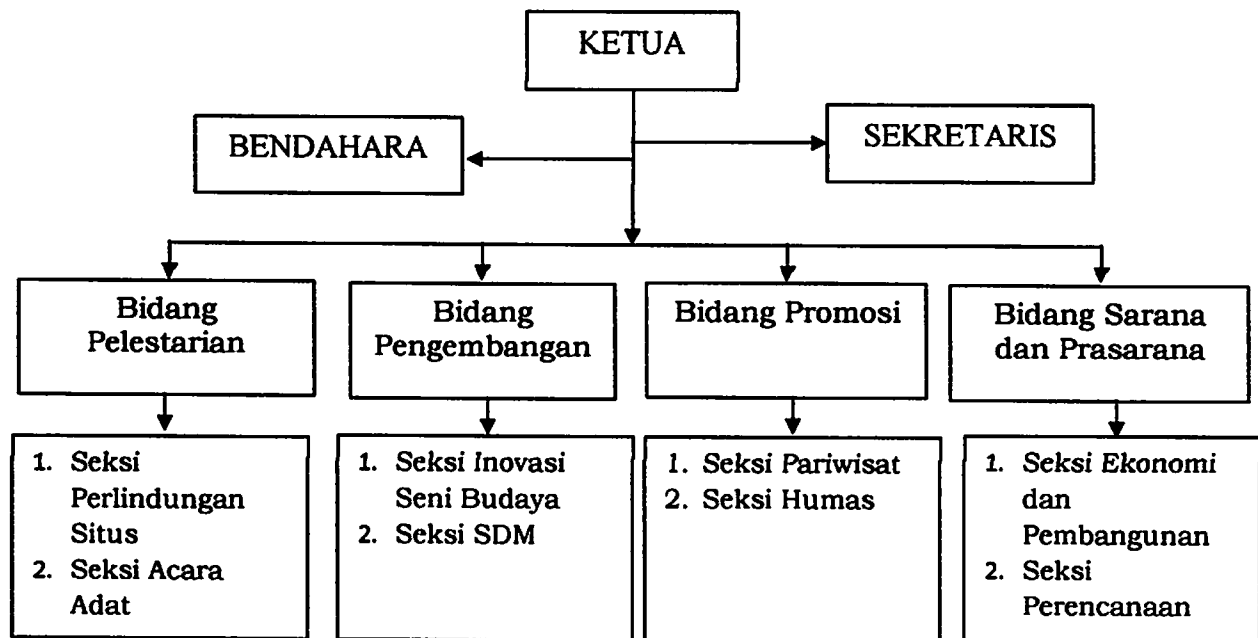 KETUA
BENDAHARA
SEKRETARIS
Bidang
Pelestarian
Bidang
Pengembangan
Bidang Promosi
Bidang Sarana
dan Prasarana
1. Seksi
Perlindungan
Situs
2. Seksi Acara
Adat
1. Seksi Inovasi
Seni Budaya
2. Seksi SDM
1. Seksi Pariwisat
2. Seksi Humas
1. Seksi Ekonomi
dan
Pembangunan
2. Seksi
Perencanaan